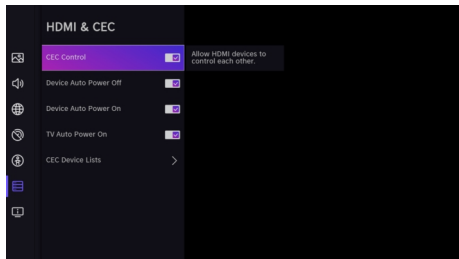 HDMI & CEC
CEC Control
Allow HDMI devices to
control each other.
Device Auto Power Off
Device Auto Power On
TV Auto Power On
CEC Device Lists